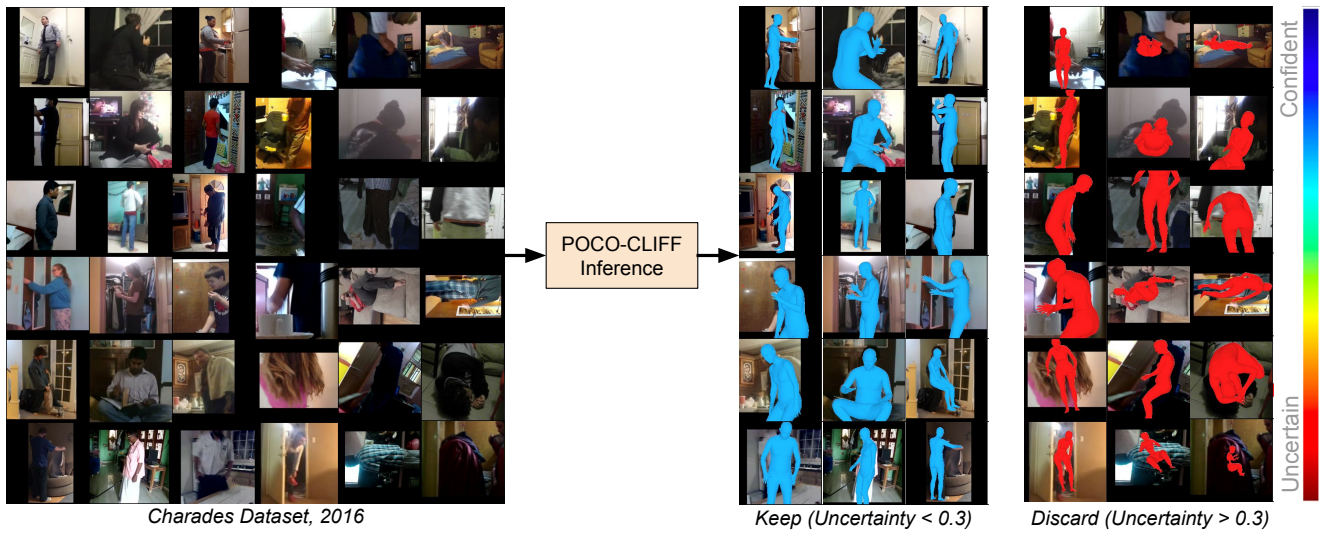 POCO-CLIFF
Inference
Charades Dataset, 2016
Keep (Uncertainty < 0.3)
Discard (Uncertainty > 0.3)
Confident
Uncertain